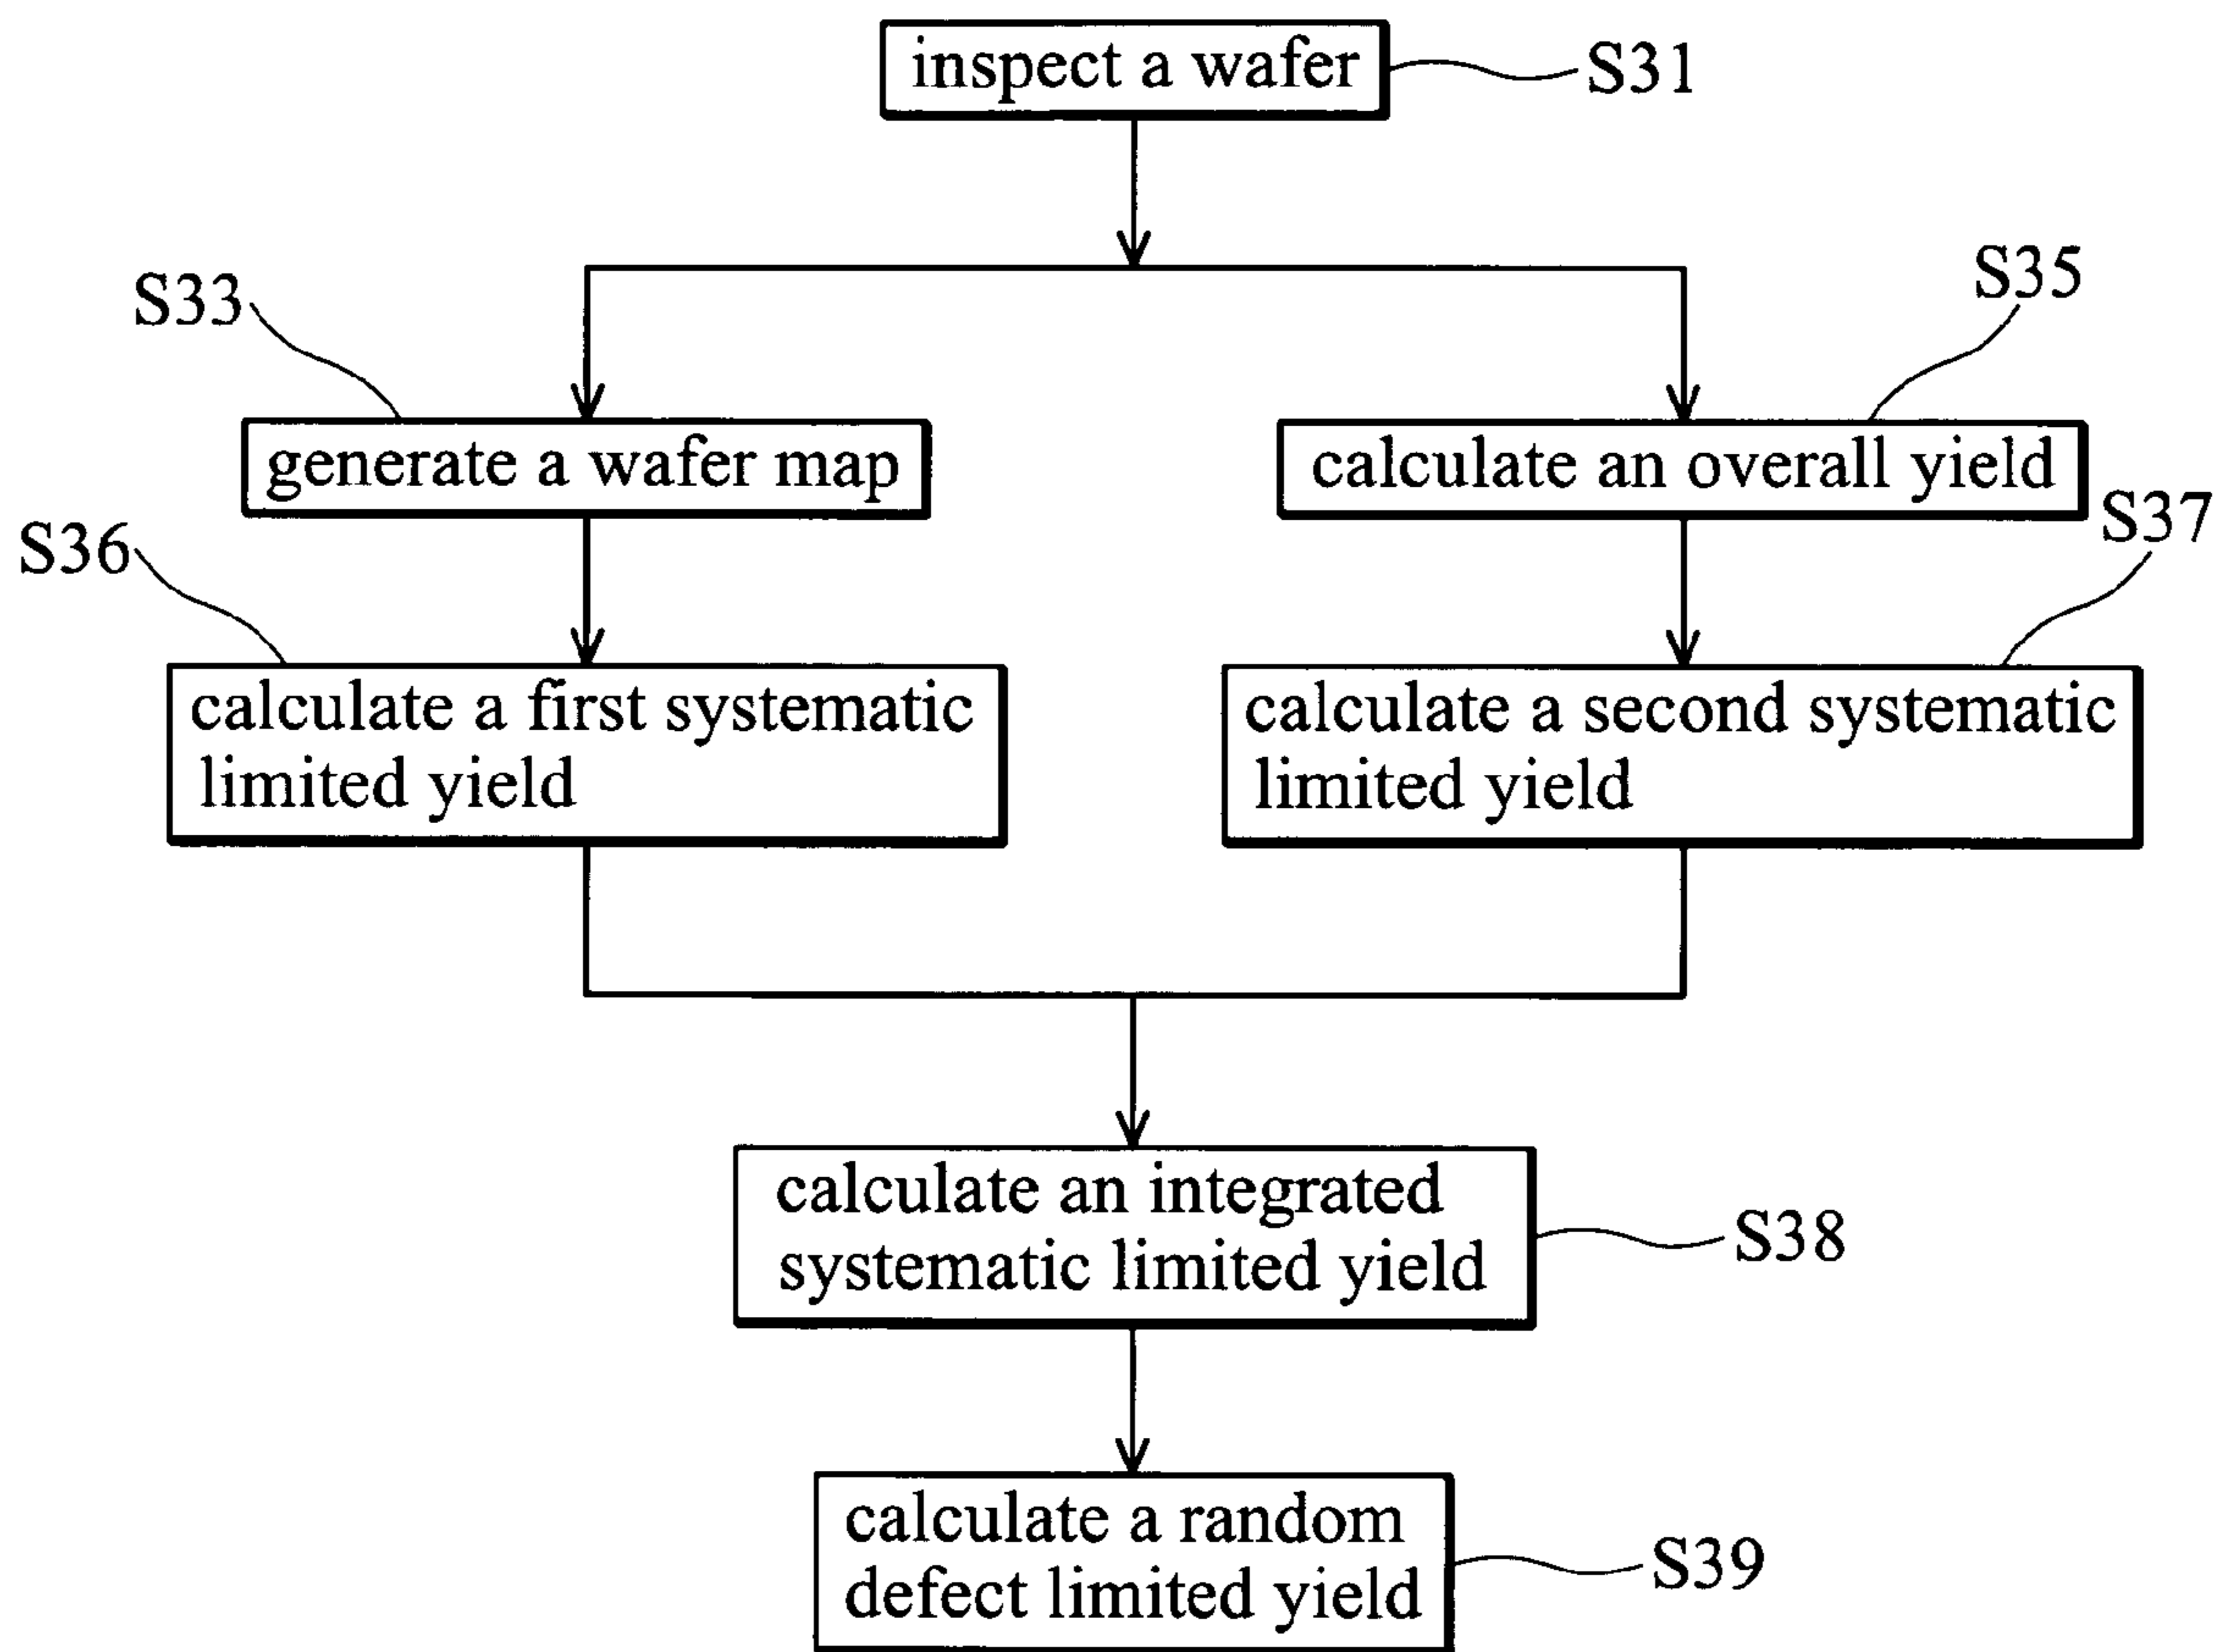 inspect a wafer
S31
S33
S35
generate a wafer map
calculate an overall yield
S36
S37
calculate a first systematic
limited yield
calculate a second systematic
limited yield
calculate an integrated
systematic limited yield
S38
calculate a random
defect limited yield
S39